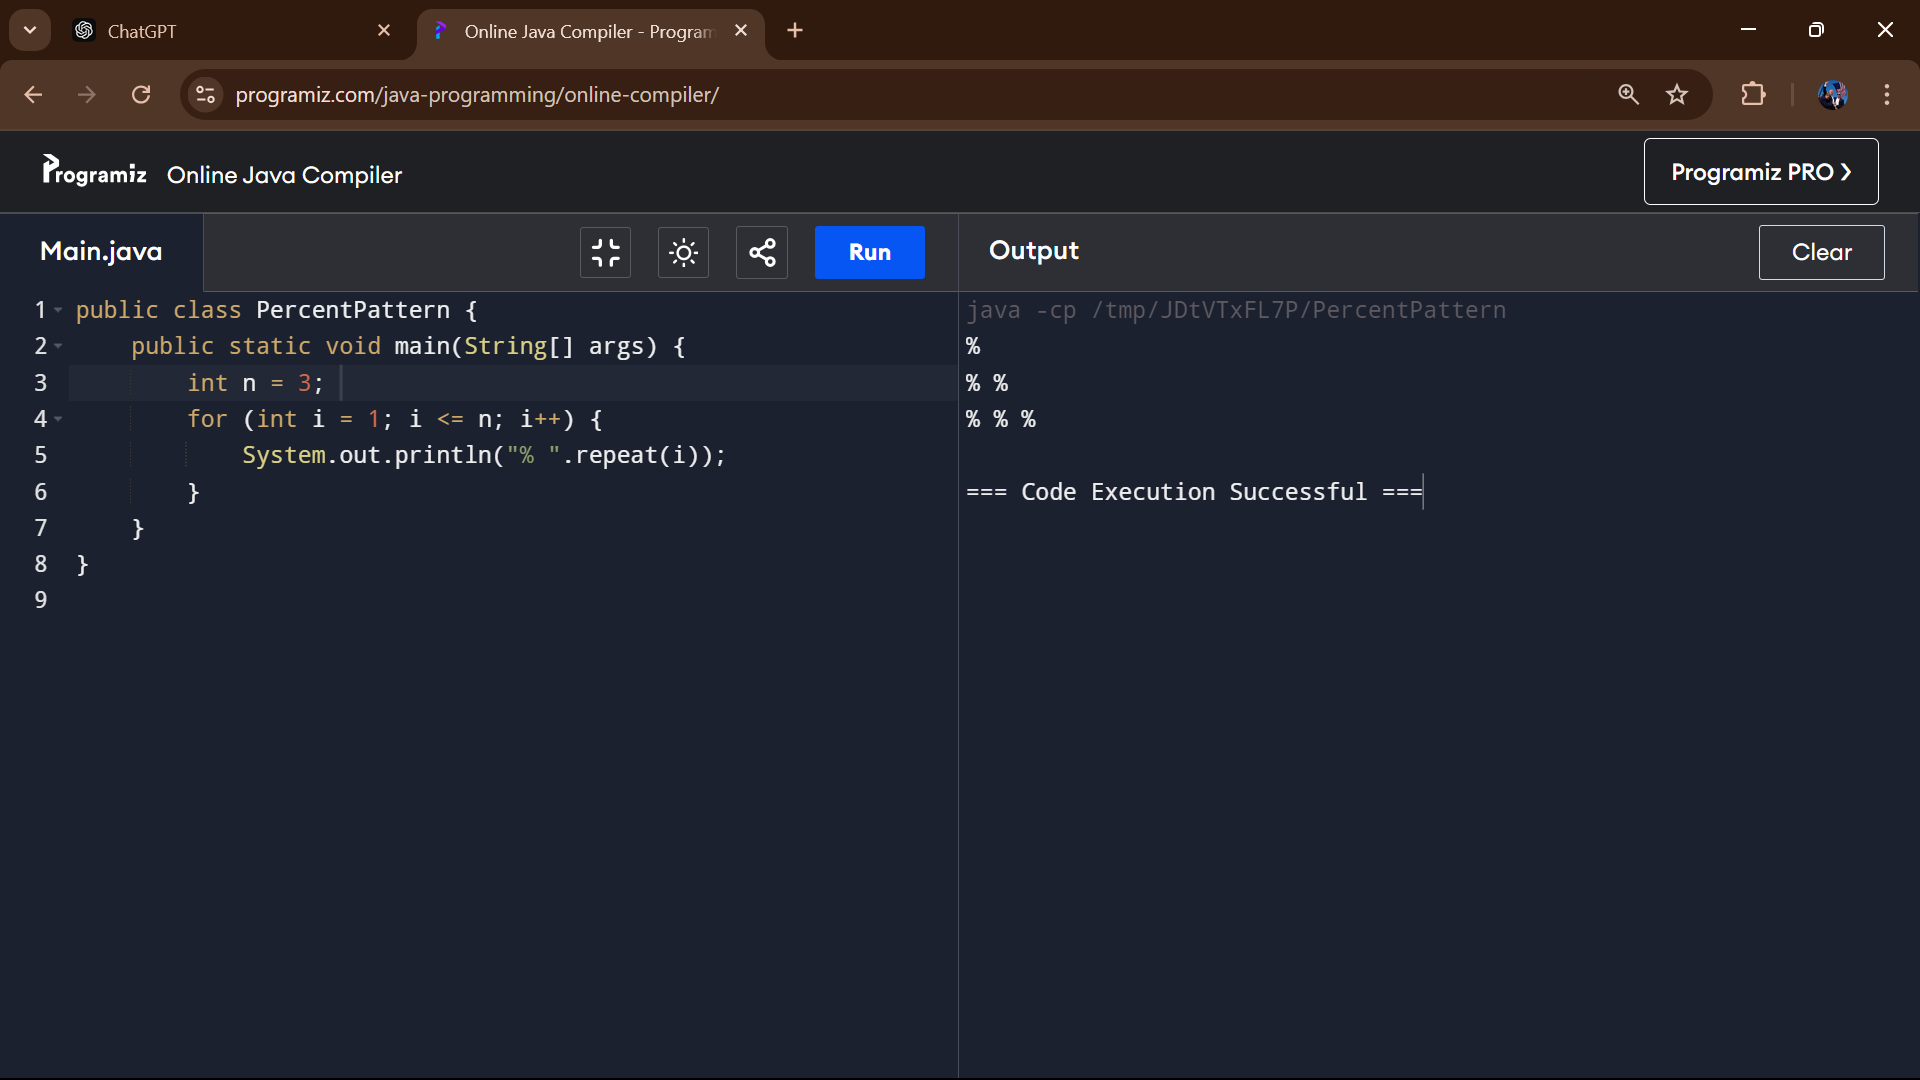 ChatGPT
Online Java Compiler - Program
programiz.com/java-programming/online-compiler/
Programiz Online Java Compiler
Programiz PRO ❯
Main.java
Run
Output
Clear
1 public class PercentPattern {
2     public static void main(String[] args) {
3         int n = 3;
4         for (int i = 1; i <= n; i++) {
5             System.out.println("% ".repeat(i));
6         }
7     }
8 }
9
java -cp /tmp/JDtVTxFL7P/PercentPattern
%
% %
% % %
=== Code Execution Successful ===